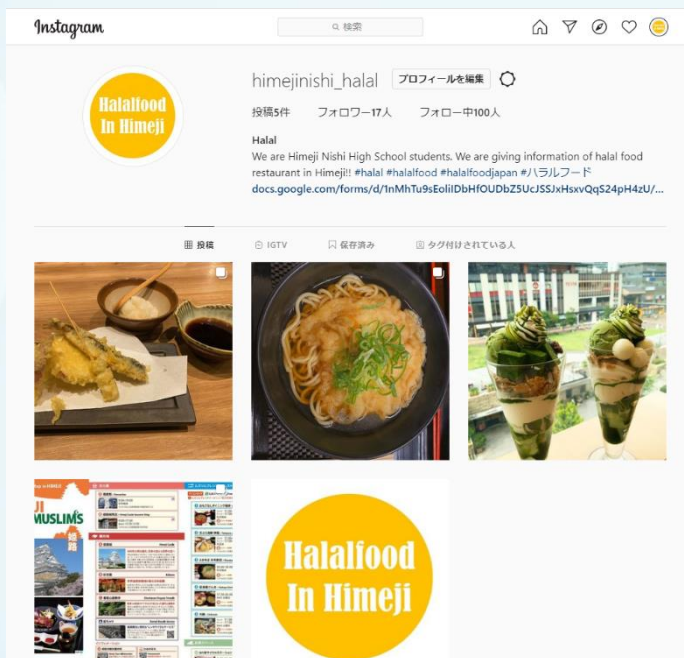 Instagram
検索
himejinishi_halal プロフィールを編集
投稿5件 フォロワー17人 フォロー中100人
Halal
We are Himeji Nishi High School students. We are giving information of halal food
restaurant in Himeji!! #halal #halalfood #halalfoodjapan #ハラルフード
docs.google.com/forms/d/1nMhTu9sEoliIDbHfOUDbZ5UcJSSJxHsxvQqS24pH4zU/...
Halalfood
In Himeji
投稿 IGTV 保存済み タグ付けされている人
MUSLIMS
姫路
Halalfood
In Himeji